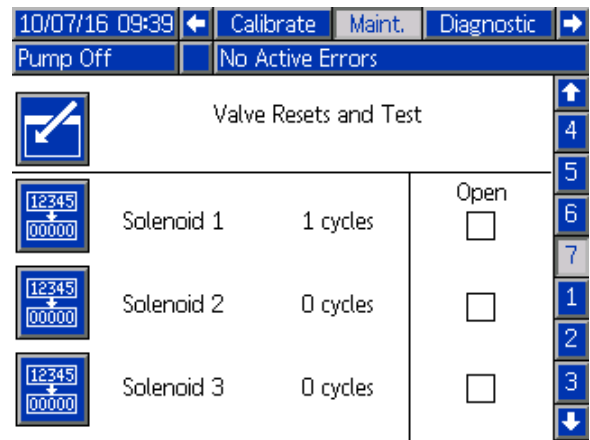 10/07/16 09:39 Calibrate Maint. Diagnostic
Pump Off No Active Errors
Valve Resets and Test
4
5
Open
12345
00000
Solenoid 1 1 cycles
6
7
12345
00000
Solenoid 2 0 cycles
1
2
12345
00000
Solenoid 3 0 cycles
3